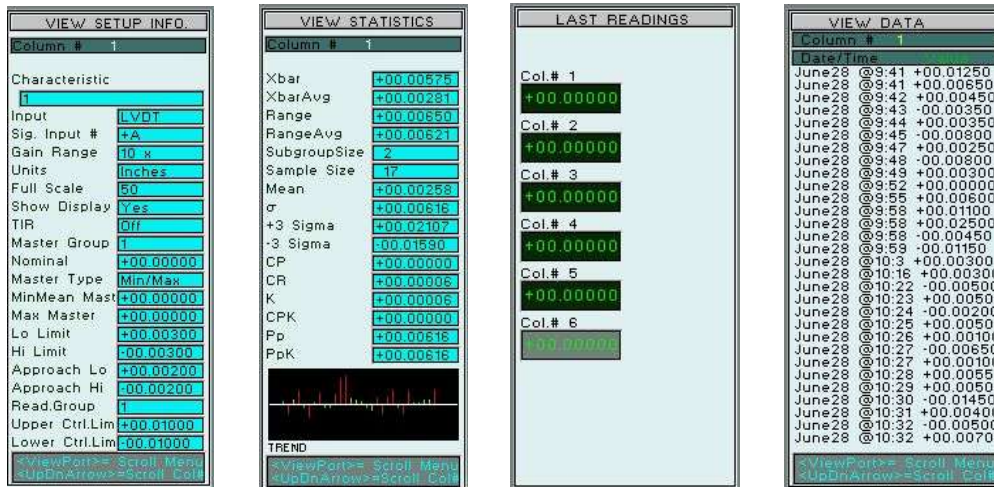 VIEW SETUP INFO.
Column # 1
Characteristic
1
Input LVDT
Sig. Input # +A
Gain Range 10 x
Units Inches
Full Scale 50
Show Display Yes
TIR Off
Master Group 1
Nominal +00.00000
Master Type Min/Max
MinMean Mast +00.00000
Max Master +00.00000
Lo Limit +00.00300
Hi Limit -00.00300
Approach Lo +00.00200
Approach Hi -00.00200
Read.Group 1
Upper Ctrl.Lim +00.01000
Lower Ctrl.Lim -00.01000
<ViewPort>= Scroll Menu
<UpDnArrow>=Scroll Col#
VIEW STATISTICS
Column # 1
Xbar +00.00575
XbarAvg +00.00281
Range +00.00650
RangeAvg +00.00621
SubgroupSize 2
Sample Size 17
Mean +00.00258
σ +00.00616
+3 Sigma +00.02107
-3 Sigma -00.01590
CP +00.00000
CR +00.00006
K +00.00006
CPK +00.00000
Pp +00.00616
PpK +00.00616
TREND
<ViewPort>= Scroll Menu
<UpDnArrow>=Scroll Col#
LAST READINGS
Col.# 1
+00.00000
Col.# 2
+00.00000
Col.# 3
+00.00000
Col.# 4
+00.00000
Col.# 5
+00.00000
Col.# 6
+00.00000
VIEW DATA
Column # 1
Date/Time
June28 @9:41 +00.01250
June28 @9:41 +00.00650
June28 @9:42 +00.00450
June28 @9:43 -00.00350
June28 @9:44 +00.00350
June28 @9:45 -00.00800
June28 @9:47 +00.00250
June28 @9:48 -00.00800
June28 @9:49 +00.00300
June28 @9:52 +00.00000
June28 @9:55 +00.00600
June28 @9:58 +00.01100
June28 @9:58 +00.02500
June28 @9:58 -00.00450
June28 @9:59 -00.01150
June28 @10:3 +00.00300
June28 @10:16 +00.00300
June28 @10:22 -00.00500
June28 @10:23 +00.0050
June28 @10:24 -00.00200
June28 @10:25 +00.0050
June28 @10:26 +00.00100
June28 @10:27 -00.00650
June28 @10:27 +00.00100
June28 @10:28 +00.0055
June28 @10:29 +00.0050
June28 @10:30 -00.01450
June28 @10:31 +00.00400
June28 @10:32 -00.00500
June28 @10:32 +00.0070
<ViewPort>= Scroll Menu
<UpDnArrow>=Scroll Col#